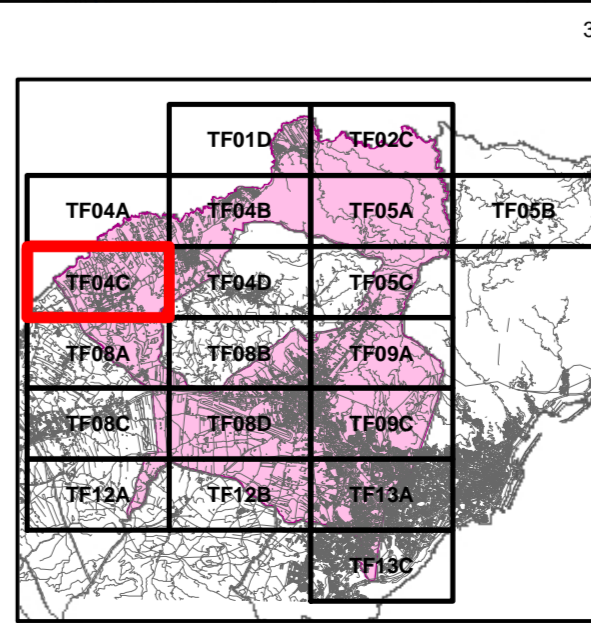 3
TF01D TF02C
TF04A TF04B TF05A TF05B
TF04C TF04D TF05C
TF08A TF08B TF09A
TF08C TF08D TF09C
TF12A TF12B TF13A
TF13C